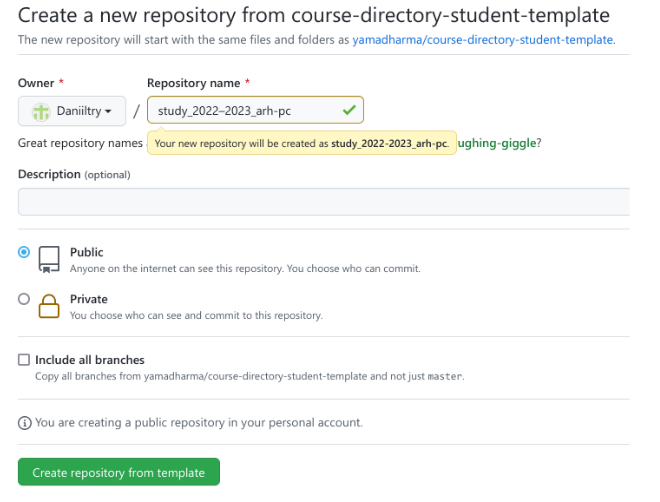 Create a new repository from course-directory-student-template
The new repository will start with the same files and folders as yamadharma/course-directory-student-template.
Owner * Repository name *
Daniiltry / study_2022–2023_arh-pc
Great repository names Your new repository will be created as study_2022-2023_arh-pc. ughing-giggle?
Description (optional)
Public
Anyone on the internet can see this repository. You choose who can commit.
Private
You choose who can see and commit to this repository.
Include all branches
Copy all branches from yamadharma/course-directory-student-template and not just master.
You are creating a public repository in your personal account.
Create repository from template